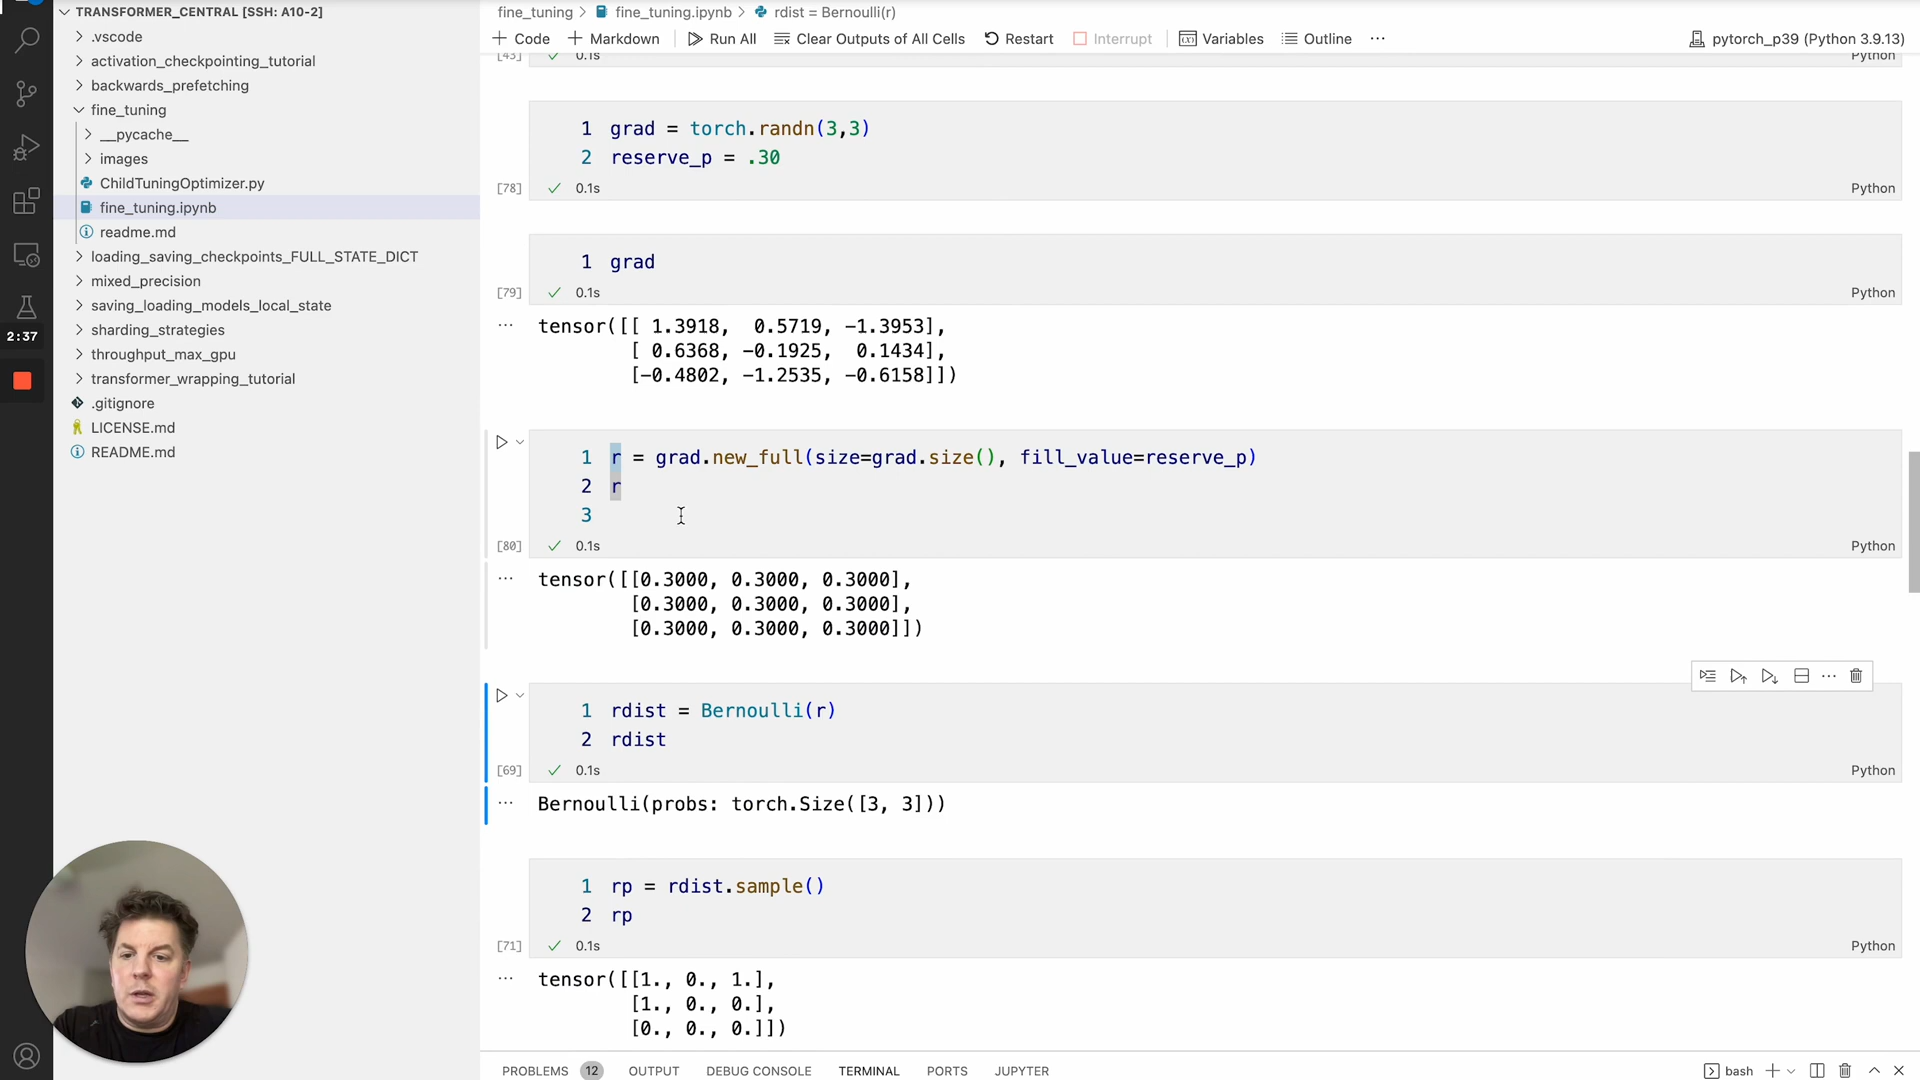 TRANSFORMER_CENTRAL [SSH: A10-2]
.vscode
activation_checkpointing_tutorial
backwards_prefetching
fine_tuning
__pycache__
images
ChildTuningOptimizer.py
fine_tuning.ipynb
readme.md
loading_saving_checkpoints_FULL_STATE_DICT
mixed_precision
saving_loading_models_local_state
sharding_strategies
throughput_max_gpu
transformer_wrapping_tutorial
.gitignore
LICENSE.md
README.md
2:37
fine_tuning > fine_tuning.ipynb > rdist = Bernoulli(r)
Code Markdown Run All Clear Outputs of All Cells Restart Interrupt Variables Outline ... pytorch_p39 (Python 3.9.13)
[43] 0.1s Python
1 grad = torch.randn(3,3)
2 reserve_p = .30
[78] 0.1s Python
1 grad
[79] 0.1s Python
... tensor([[ 1.3918, 0.5719, -1.3953],
[ 0.6368, -0.1925, 0.1434],
[-0.4802, -1.2535, -0.6158]])
1 r = grad.new_full(size=grad.size(), fill_value=reserve_p)
2 r
3
[80] 0.1s Python
... tensor([[0.3000, 0.3000, 0.3000],
[0.3000, 0.3000, 0.3000],
[0.3000, 0.3000, 0.3000]])
1 rdist = Bernoulli(r)
2 rdist
[69] 0.1s Python
... Bernoulli(probs: torch.Size([3, 3]))
1 rp = rdist.sample()
2 rp
[71] 0.1s Python
... tensor([[1., 0., 1.],
[1., 0., 0.],
[0., 0., 0.]])
PROBLEMS 12 OUTPUT DEBUG CONSOLE TERMINAL PORTS JUPYTER bash